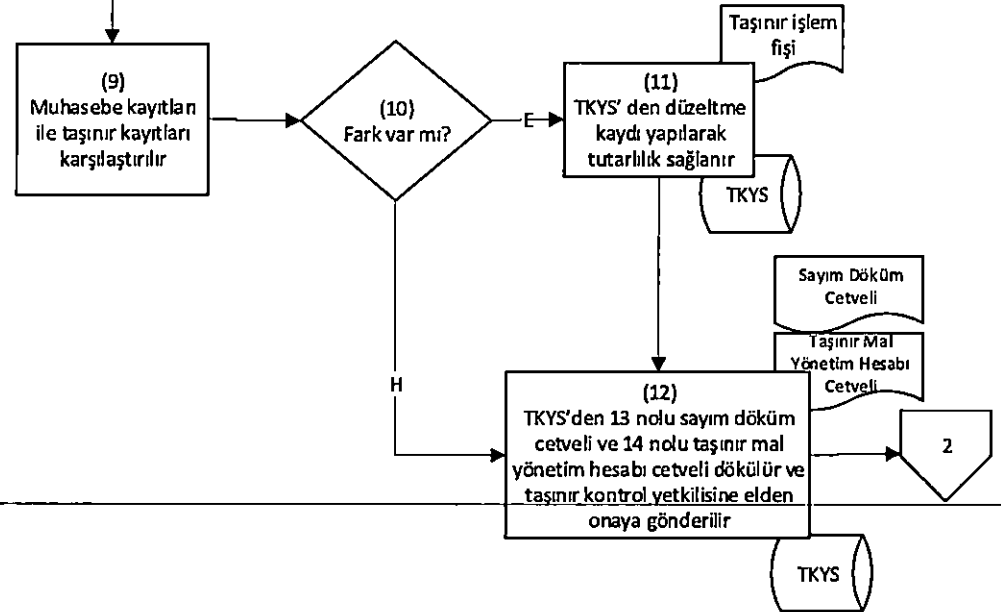 Taşınır işlem
fişi
(9)
Muhasebe kayıtları
ile taşınır kayıtları
karşılaştırılır
(10)
Fark var mı?
E
(11)
TKYS' den düzeltme
kaydı yapılarak
tutarlılık sağlanır
TKYS
Sayım Döküm
Cetveli
Taşınır Mal
Yönetim Hesabı
Cetveli
H
(12)
TKYS'den 13 nolu sayım döküm
cetveli ve 14 nolu taşınır mal
yönetim hesabı cetveli dökülür ve
taşınır kontrol yetkilisine elden
onaya gönderilir
2
TKYS